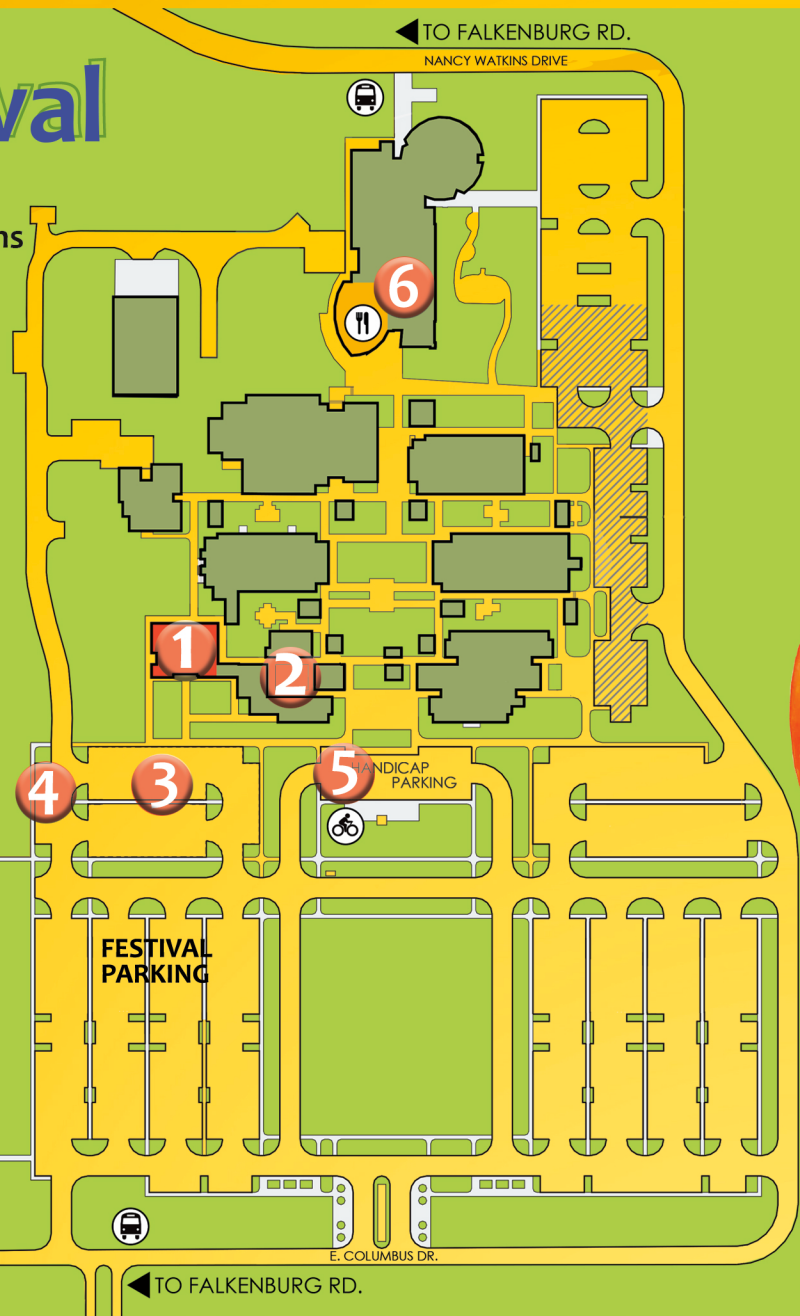 TO FALKENBURG RD.
NANCY WATKINS DRIVE
val
ns
6
1
2
3
4
5
HANDICAP
PARKING
FESTIVAL
PARKING
E. COLUMBUS DR.
TO FALKENBURG RD.